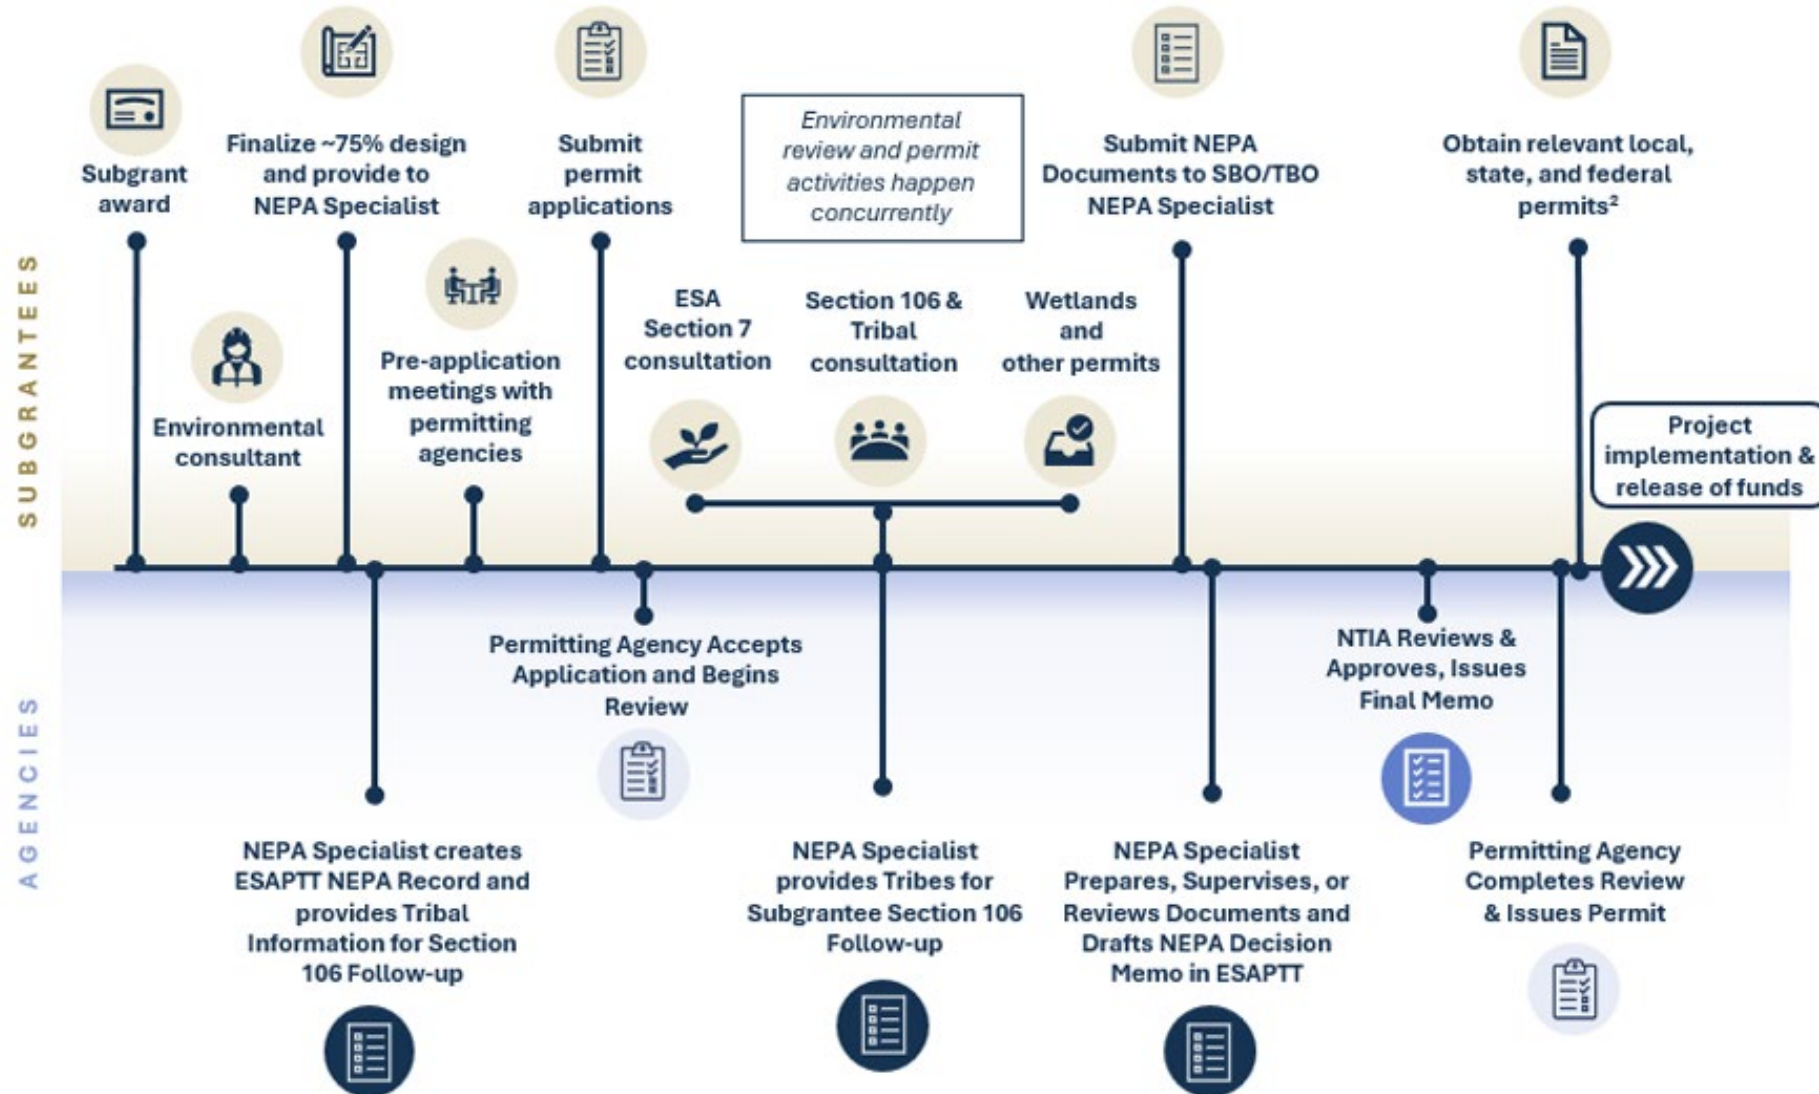 Subgrant
award
Environmental
consultant
Finalize ~75% design
and provide to
NEPA Specialist
Pre-application
meetings with
permitting
agencies
Submit
permit
applications
Environmental
review and permit
activities happen
concurrently
ESA
Section 7
consultation
Section 106 &
Tribal
consultation
Wetlands
and
other permits
Submit NEPA
Documents to SBO/TBO
NEPA Specialist
Obtain relevant local,
state, and federal
permits²
Project
implementation &
release of funds
SUBGRANTEES
AGENCIES
NEPA Specialist creates
ESAPTT NEPA Record and
provides Tribal
Information for Section
106 Follow-up
Permitting Agency Accepts
Application and Begins
Review
NEPA Specialist
provides Tribes for
Subgrantee Section 106
Follow-up
NEPA Specialist
Prepares, Supervises, or
Reviews Documents and
Drafts NEPA Decision
Memo in ESAPTT
NTIA Reviews &
Approves, Issues
Final Memo
Permitting Agency
Completes Review
& Issues Permit